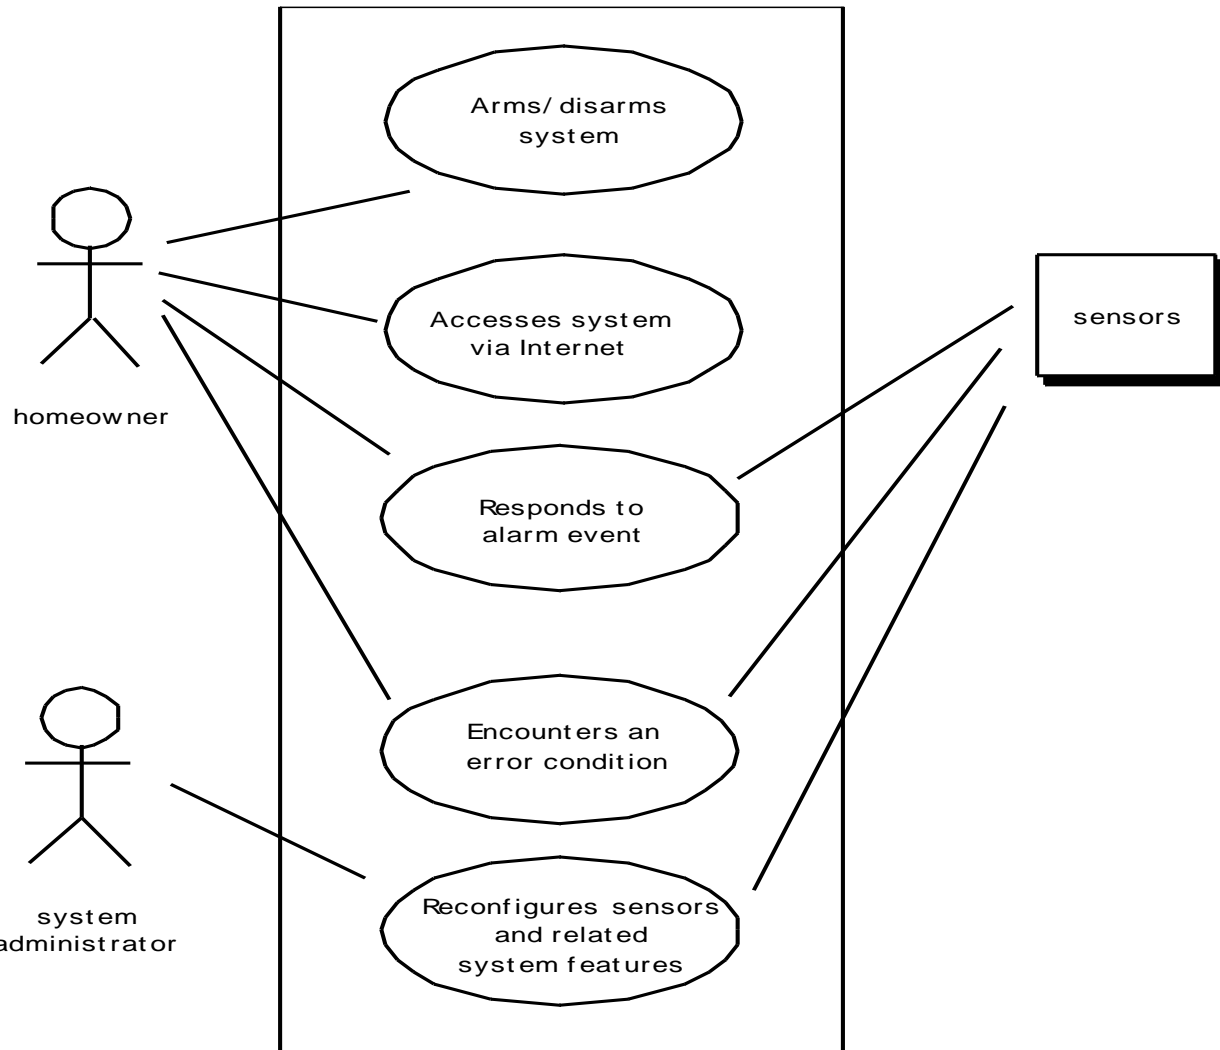 Arms/ disarms
system
Accesses system
via Internet
sensors
homeowner
Responds to
alarm event
Encounters an
error condition
Reconfigures sensors
and related
system features
system
administrator